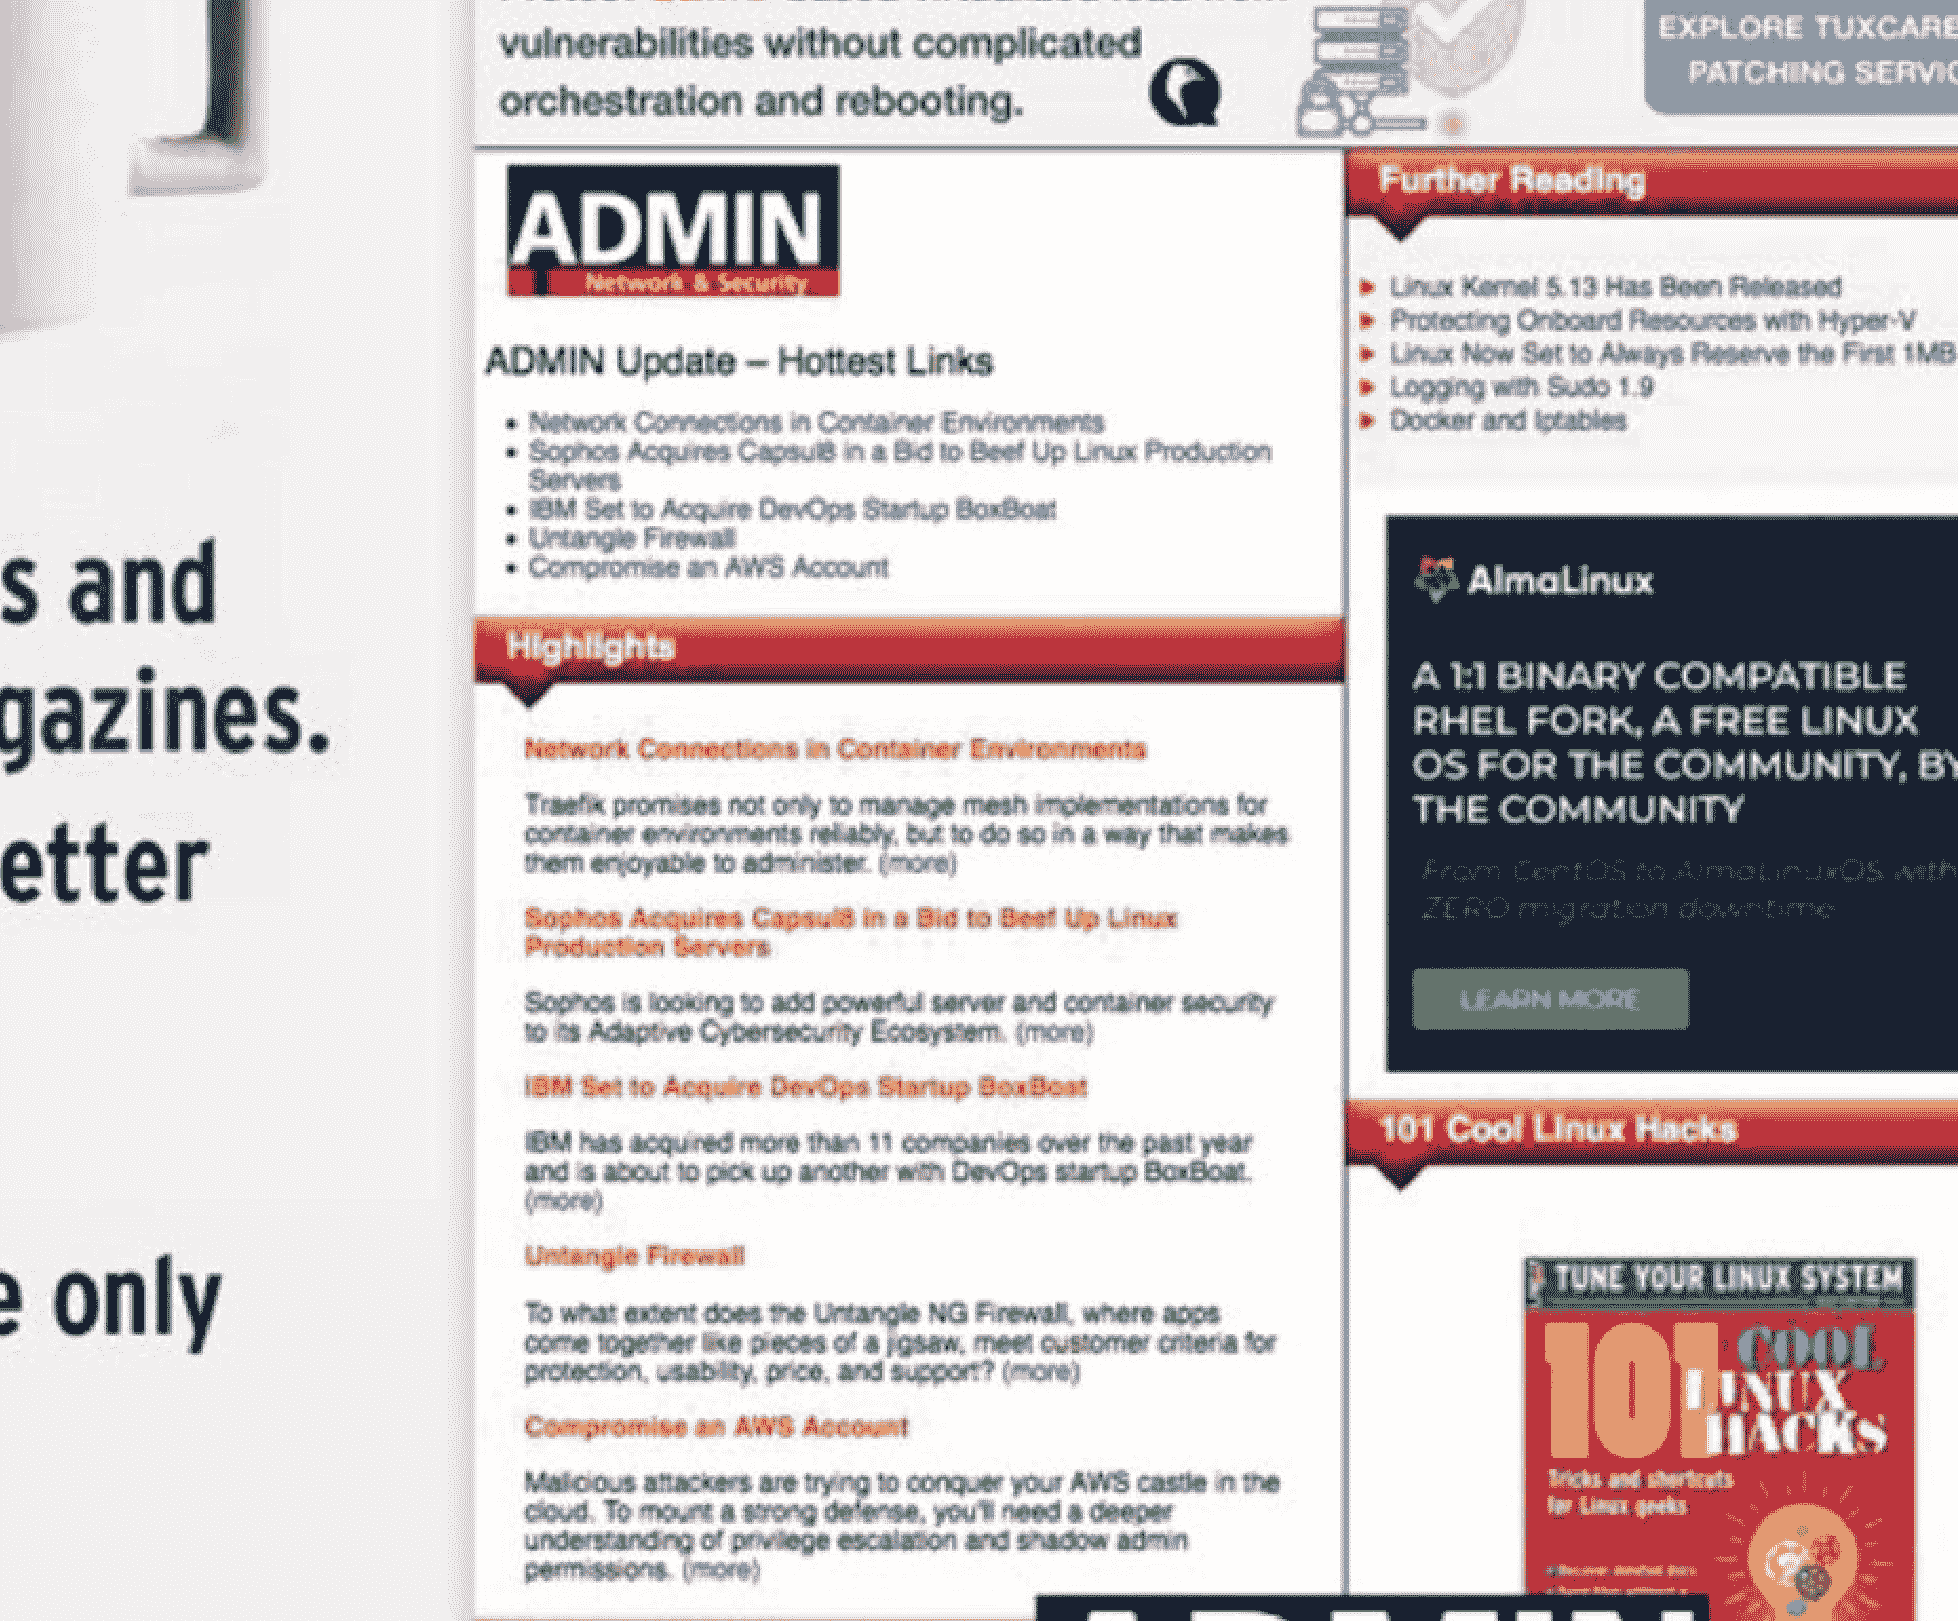 s and
gazines.
etter
e only
vulnerabilities without complicated
orchestration and rebooting.
EXPLORE TUXCARE
PATCHING SERVIC
ADMIN
Network & Security
ADMIN Update – Hottest Links
• Network Connections in Container Environments
• Sophos Acquires Capsul8 in a Bid to Beef Up Linux Production
Servers
• IBM Set to Acquire DevOps Startup BoxBoat
• Untangle Firewall
• Compromise an AWS Account
Highlights
Network Connections in Container Environments
Traefik promises not only to manage mesh implementations for
container environments reliably, but to do so in a way that makes
them enjoyable to administer. (more)
Sophos Acquires Capsul8 in a Bid to Beef Up Linux
Production Servers
Sophos is looking to add powerful server and container security
to its Adaptive Cybersecurity Ecosystem. (more)
IBM Set to Acquire DevOps Startup BoxBoat
IBM has acquired more than 11 companies over the past year
and is about to pick up another with DevOps startup BoxBoat.
(more)
Untangle Firewall
To what extent does the Untangle NG Firewall, where apps
come together like pieces of a jigsaw, meet customer criteria for
protection, usability, price, and support? (more)
Compromise an AWS Account
Malicious attackers are trying to conquer your AWS castle in the
cloud. To mount a strong defense, you'll need a deeper
understanding of privilege escalation and shadow admin
permissions. (more)
Further Reading
Linux Kernel 5.13 Has Been Released
Protecting Onboard Resources with Hyper-V
Linux Now Set to Always Reserve the First 1MB
Logging with Sudo 1.9
Docker and Iptables
AlmaLinux
A 1:1 BINARY COMPATIBLE
RHEL FORK, A FREE LINUX
OS FOR THE COMMUNITY, BY
THE COMMUNITY
From CentOS to AlmaLinuxOS with
ZERO migration downtime
LEARN MORE
101 Cool Linux Hacks
TUNE YOUR LINUX SYSTEM
101 COOL
LINUX
HACKS
Tricks and shortcuts
for Linux geeks
ADMIN